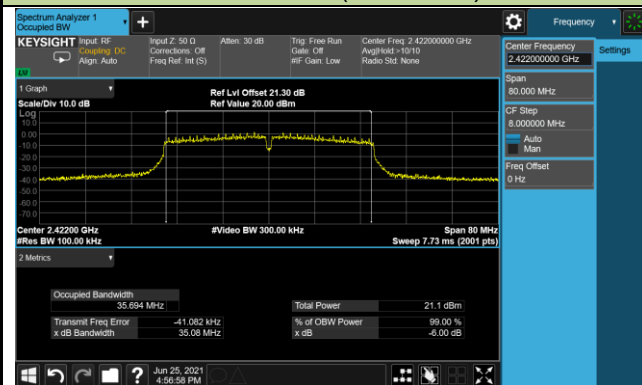 Spectrum Analyzer 1
Occupied BW
Frequency
KEYSIGHT
Input: RF
Coupling: DC
Align: Auto
Input Z: 50 Ω
Corrections: Off
Freq Ref: Int (S)
Atten: 30 dB
Trig: Free Run
Gate: Off
#IF Gain: Low
Center Freq: 2.422000000 GHz
Avg|Hold:>10/10
Radio Std: None
Center Frequency
2.422000000 GHz
Settings
Span
80.000 MHz
CF Step
8.000000 MHz
Auto
Man
Freq Offset
0 Hz
1 Graph
Scale/Div 10.0 dB
Ref Lvl Offset 21.30 dB
Ref Value 20.00 dBm
Log
10.0
0.00
-10.0
-20.0
-30.0
-40.0
-50.0
-60.0
-70.0
Center 2.42200 GHz
#Video BW 300.00 kHz
Span 80 MHz
#Res BW 100.00 kHz
Sweep 7.73 ms (2001 pts)
2 Metrics
Occupied Bandwidth
35.694 MHz
Total Power
21.1 dBm
Transmit Freq Error
-41.082 kHz
% of OBW Power
99.00 %
x dB Bandwidth
35.08 MHz
x dB
-6.00 dB
Jun 25, 2021
4:56:58 PM